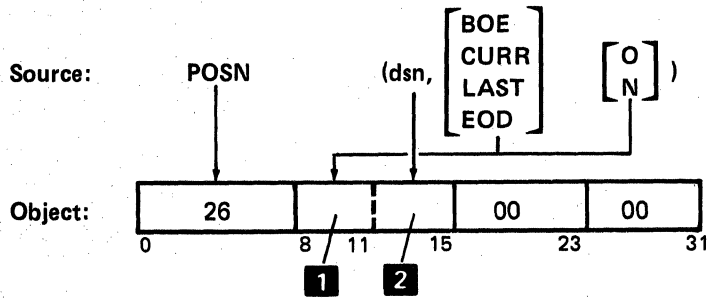 BOE
CURR
LAST
EOD
O
N
Source: POSN (dsn, )
Object: 26 00 00
0 8 11 15 23 31
1 2